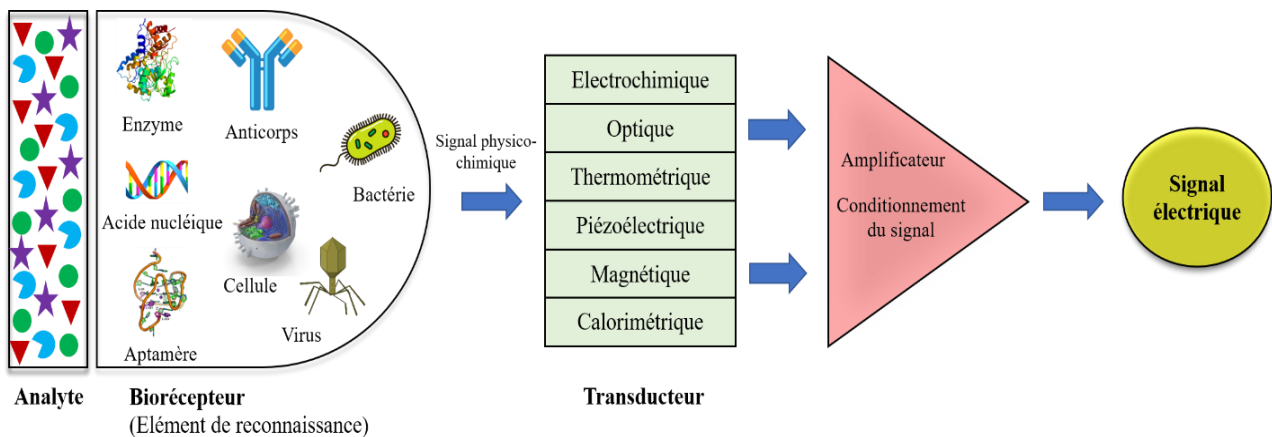 Enzyme
Anticorps
Bactérie
Acide nucléique
Cellule
Aptamère
Virus
Analyte
Biorécepteur
(Elément de reconnaissance)
Signal physico-
chimique
Electrochimique
Optique
Thermométrique
Piézoélectrique
Magnétique
Calorimétrique
Transducteur
Amplificateur
Conditionnement
du signal
Signal
électrique